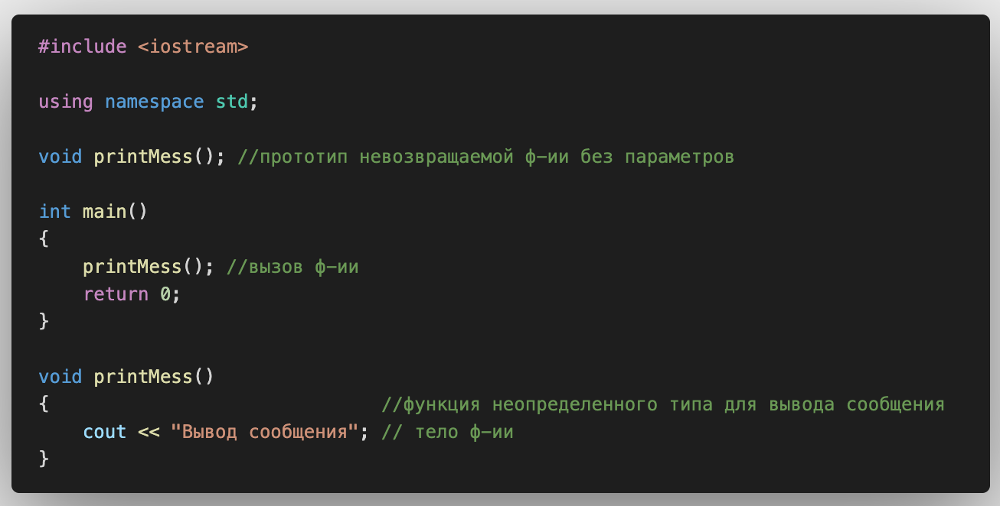 #include <iostream>
using namespace std;
void printMess(); //прототип невозвращаемой ф-ии без параметров
int main()
{
    printMess(); //вызов ф-ии
    return 0;
}
void printMess()
{                              //функция неопределенного типа для вывода сообщения
    cout << "Вывод сообщения"; // тело ф-ии
}